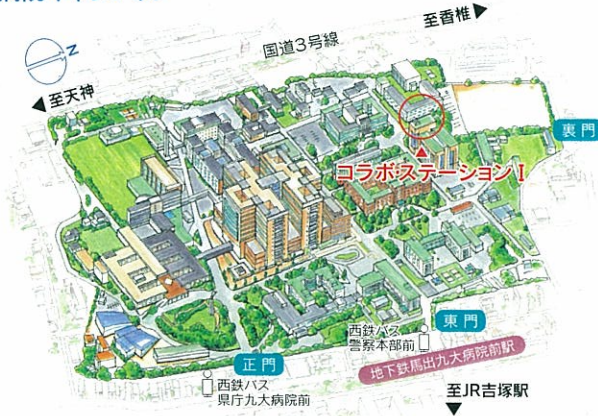 至香椎
国道3号線
N
至天神
裏門
コラボ・ステーションⅠ
西鉄バス
警察本部前
東門
地下鉄馬出九大病院前駅
正門
西鉄バス
県庁九大病院前
至JR吉塚駅